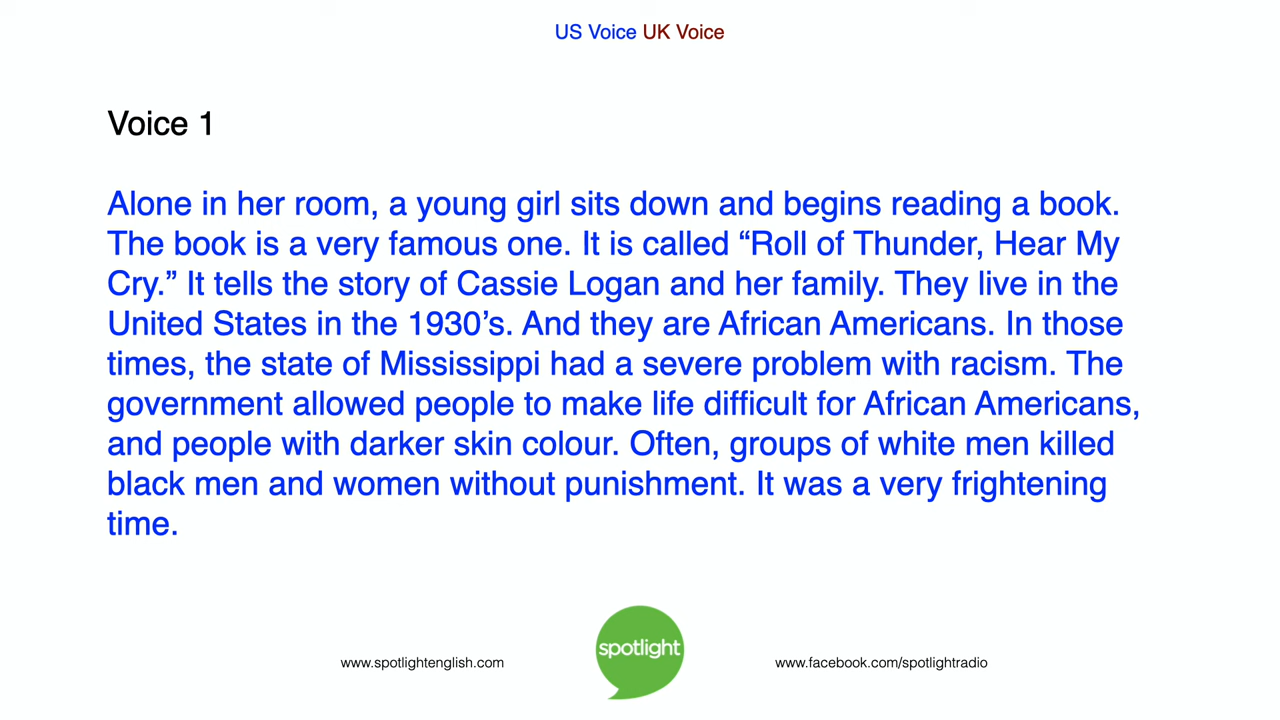 US Voice UK Voice
Voice 1
Alone in her room, a young girl sits down and begins reading a book.
The book is a very famous one. It is called “Roll of Thunder, Hear My
Cry.” It tells the story of Cassie Logan and her family. They live in the
United States in the 1930’s. And they are African Americans. In those
times, the state of Mississippi had a severe problem with racism. The
government allowed people to make life difficult for African Americans,
and people with darker skin colour. Often, groups of white men killed
black men and women without punishment. It was a very frightening
time.
www.spotlightenglish.com
spotlight
www.facebook.com/spotlightradio